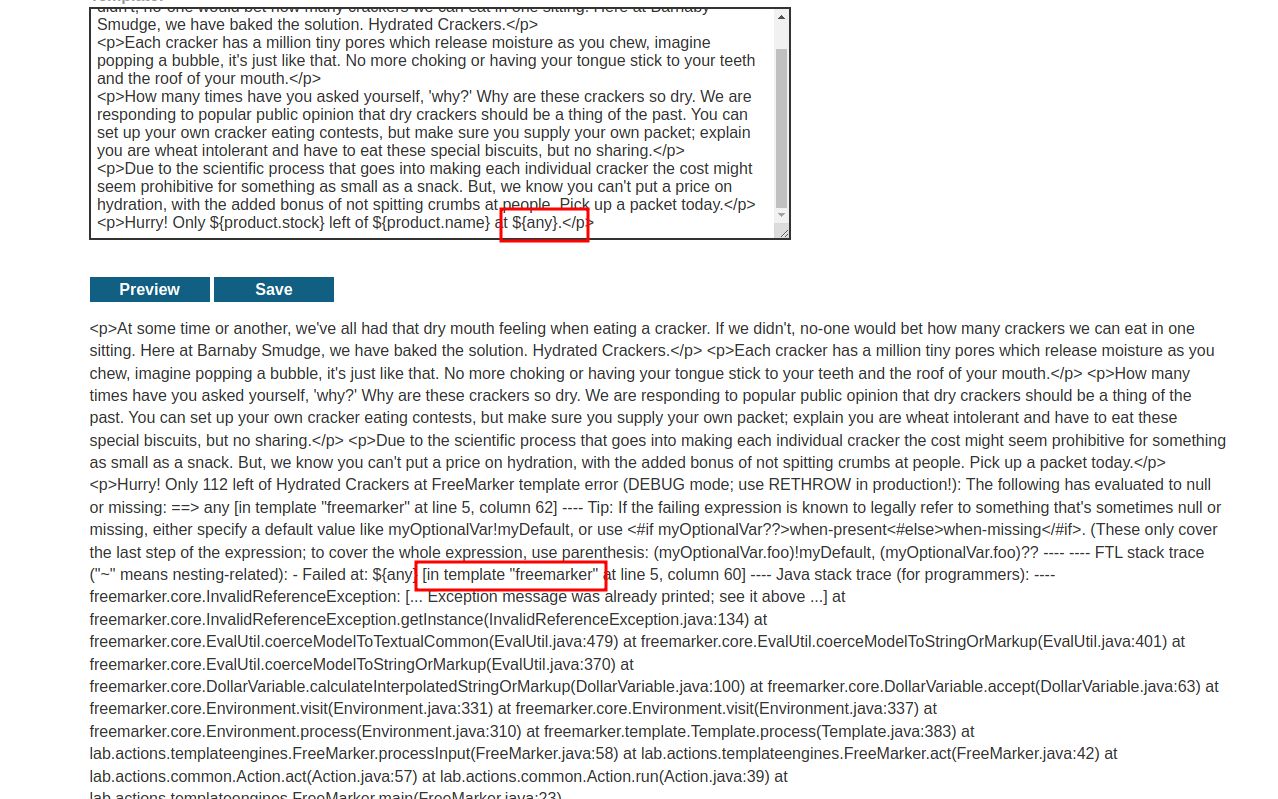 Smudge, we have baked the solution. Hydrated Crackers.</p>
<p>Each cracker has a million tiny pores which release moisture as you chew, imagine
popping a bubble, it's just like that. No more choking or having your tongue stick to your teeth
and the roof of your mouth.</p>
<p>How many times have you asked yourself, 'why?' Why are these crackers so dry. We are
responding to popular public opinion that dry crackers should be a thing of the past. You can
set up your own cracker eating contests, but make sure you supply your own packet; explain
you are wheat intolerant and have to eat these special biscuits, but no sharing.</p>
<p>Due to the scientific process that goes into making each individual cracker the cost might
seem prohibitive for something as small as a snack. But, we know you can't put a price on
hydration, with the added bonus of not spitting crumbs at people. Pick up a packet today.</p>
<p>Hurry! Only ${product.stock} left of ${product.name} at ${any}.</p>
Preview Save
<p>At some time or another, we've all had that dry mouth feeling when eating a cracker. If we didn't, no-one would bet how many crackers we can eat in one
sitting. Here at Barnaby Smudge, we have baked the solution. Hydrated Crackers.</p> <p>Each cracker has a million tiny pores which release moisture as you
chew, imagine popping a bubble, it's just like that. No more choking or having your tongue stick to your teeth and the roof of your mouth.</p> <p>How many
times have you asked yourself, 'why?' Why are these crackers so dry. We are responding to popular public opinion that dry crackers should be a thing of the
past. You can set up your own cracker eating contests, but make sure you supply your own packet; explain you are wheat intolerant and have to eat these
special biscuits, but no sharing.</p> <p>Due to the scientific process that goes into making each individual cracker the cost might seem prohibitive for something
as small as a snack. But, we know you can't put a price on hydration, with the added bonus of not spitting crumbs at people. Pick up a packet today.</p>
<p>Hurry! Only 112 left of Hydrated Crackers at FreeMarker template error (DEBUG mode; use RETHROW in production!): The following has evaluated to null
or missing: ==> any [in template "freemarker" at line 5, column 62] ---- Tip: If the failing expression is known to legally refer to something that's sometimes null or
missing, either specify a default value like myOptionalVar!myDefault, or use <#if myOptionalVar??>when-present<#else>when-missing</#if>. (These only cover
the last step of the expression; to cover the whole expression, use parenthesis: (myOptionalVar.foo)!myDefault, (myOptionalVar.foo)?? ---- ---- FTL stack trace
("~" means nesting-related): - Failed at: ${any} [in template "freemarker" at line 5, column 60] ---- Java stack trace (for programmers): ----
freemarker.core.InvalidReferenceException: [... Exception message was already printed; see it above ...] at
freemarker.core.InvalidReferenceException.getInstance(InvalidReferenceException.java:134) at
freemarker.core.EvalUtil.coerceModelToTextualCommon(EvalUtil.java:479) at freemarker.core.EvalUtil.coerceModelToStringOrMarkup(EvalUtil.java:401) at
freemarker.core.EvalUtil.coerceModelToStringOrMarkup(EvalUtil.java:370) at
freemarker.core.DollarVariable.calculateInterpolatedStringOrMarkup(DollarVariable.java:100) at freemarker.core.DollarVariable.accept(DollarVariable.java:63) at
freemarker.core.Environment.visit(Environment.java:331) at freemarker.core.Environment.visit(Environment.java:337) at
freemarker.core.Environment.process(Environment.java:310) at freemarker.template.Template.process(Template.java:383) at
lab.actions.templateengines.FreeMarker.processInput(FreeMarker.java:58) at lab.actions.templateengines.FreeMarker.act(FreeMarker.java:42) at
lab.actions.common.Action.act(Action.java:57) at lab.actions.common.Action.run(Action.java:39) at
lab.actions.templateengines.FreeMarker.main(FreeMarker.java:23)